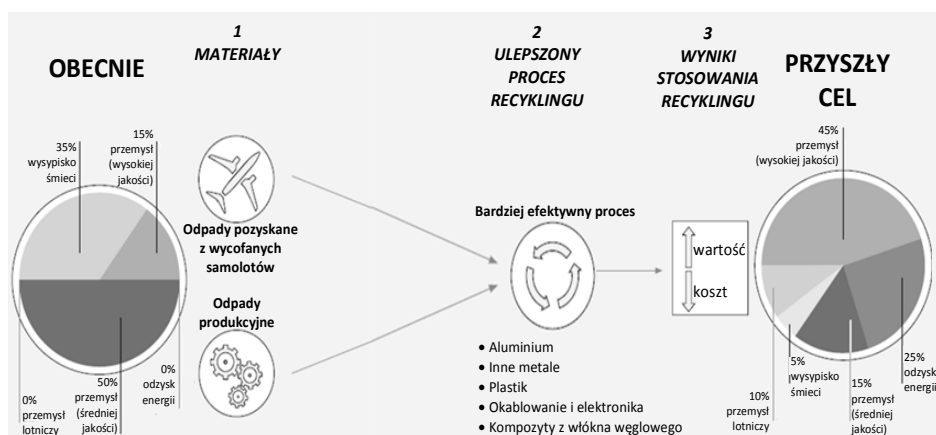 OBECNIE
1
MATERIAŁY
2
ULEPSZONY
PROCES
RECYKLINGU
3
WYNIKI
STOSOWANIA
RECYKLINGU
PRZYSZŁY
CEL
35%
wysypisko
śmieci
15%
przemysł
(wysokiej
jakości)
0%
przemysł
lotniczy
50%
przemysł
(średniej
jakości)
0%
odzysk
energii
Odpady pozyskane
z wycofanych
samolotów
Odpady
produkcyjne
Bardziej efektywny proces
• Aluminium
• Inne metale
• Plastik
• Okablowanie i elektronika
• Kompozyty z włókna węglowego
wartość
koszt
45%
przemysł
(wysokiej jakości)
10%
przemysł
lotniczy
5%
wysypisko
śmieci
15%
przemysł
(średniej
jakości)
25%
odzysk
energii